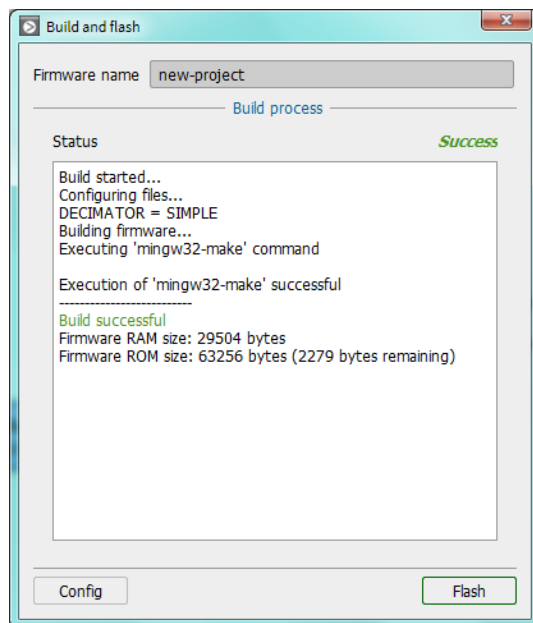 Build and flash
Firmware name new-project
Build process
Status Success
Build started...
Configuring files...
DECIMATOR = SIMPLE
Building firmware...
Executing 'mingw32-make' command
Execution of 'mingw32-make' successful
--------------------------
Build successful
Firmware RAM size: 29504 bytes
Firmware ROM size: 63256 bytes (2279 bytes remaining)
Config Flash